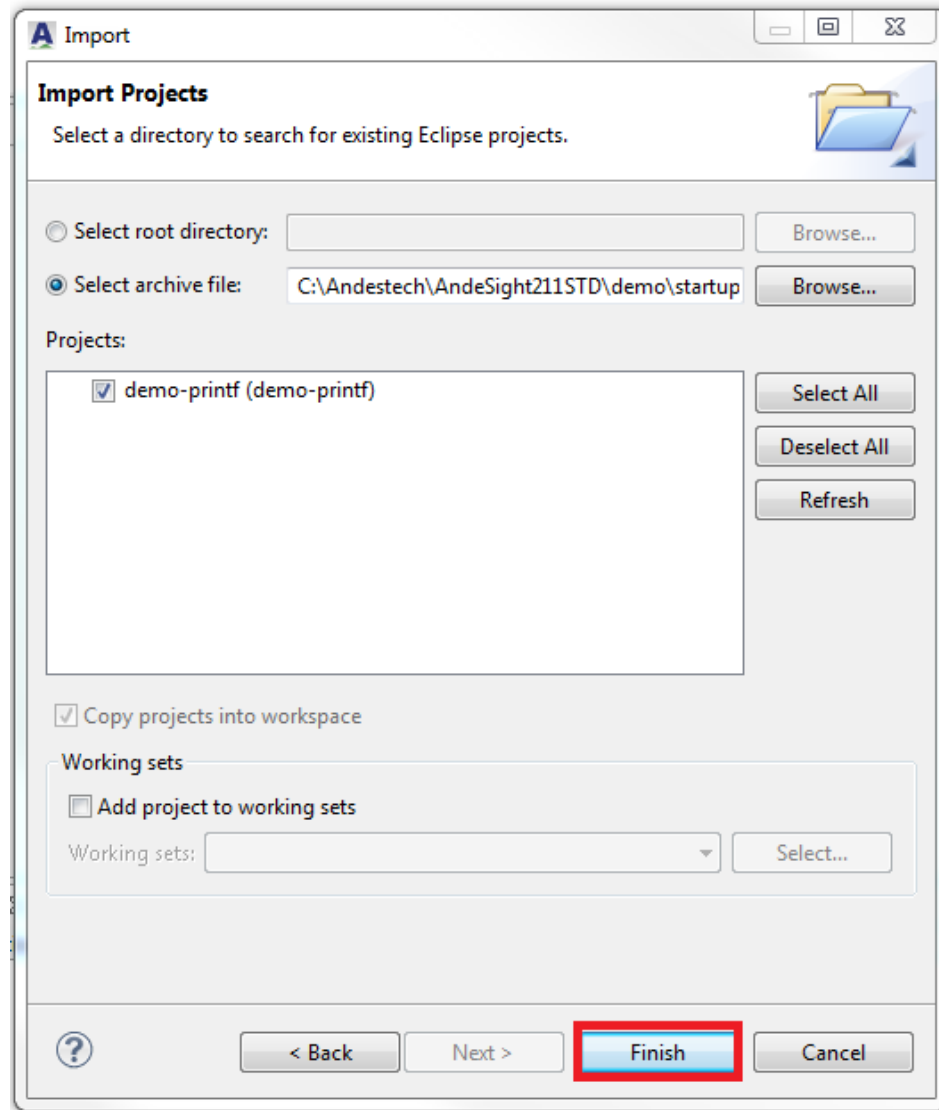 Import
Import Projects
Select a directory to search for existing Eclipse projects.
Select root directory:
Browse...
Select archive file:
C:\Andestech\AndeSight211STD\demo\startup
Browse...
Projects:
demo-printf (demo-printf)
Select All
Deselect All
Refresh
Copy projects into workspace
Working sets
Add project to working sets
Working sets:
Select...
?
< Back
Next >
Finish
Cancel